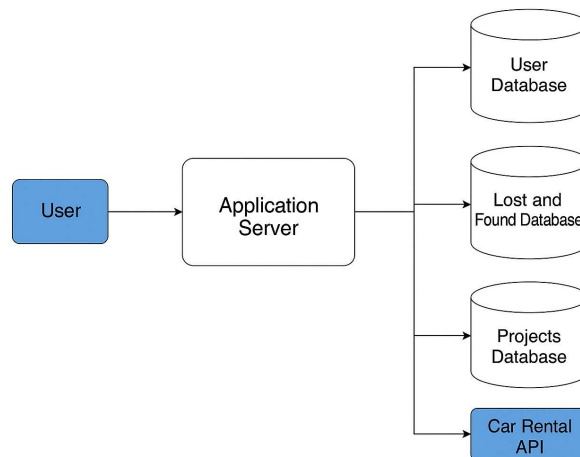 User
Application
Server
User
Database
Lost and
Found Database
Projects
Database
Car Rental
API